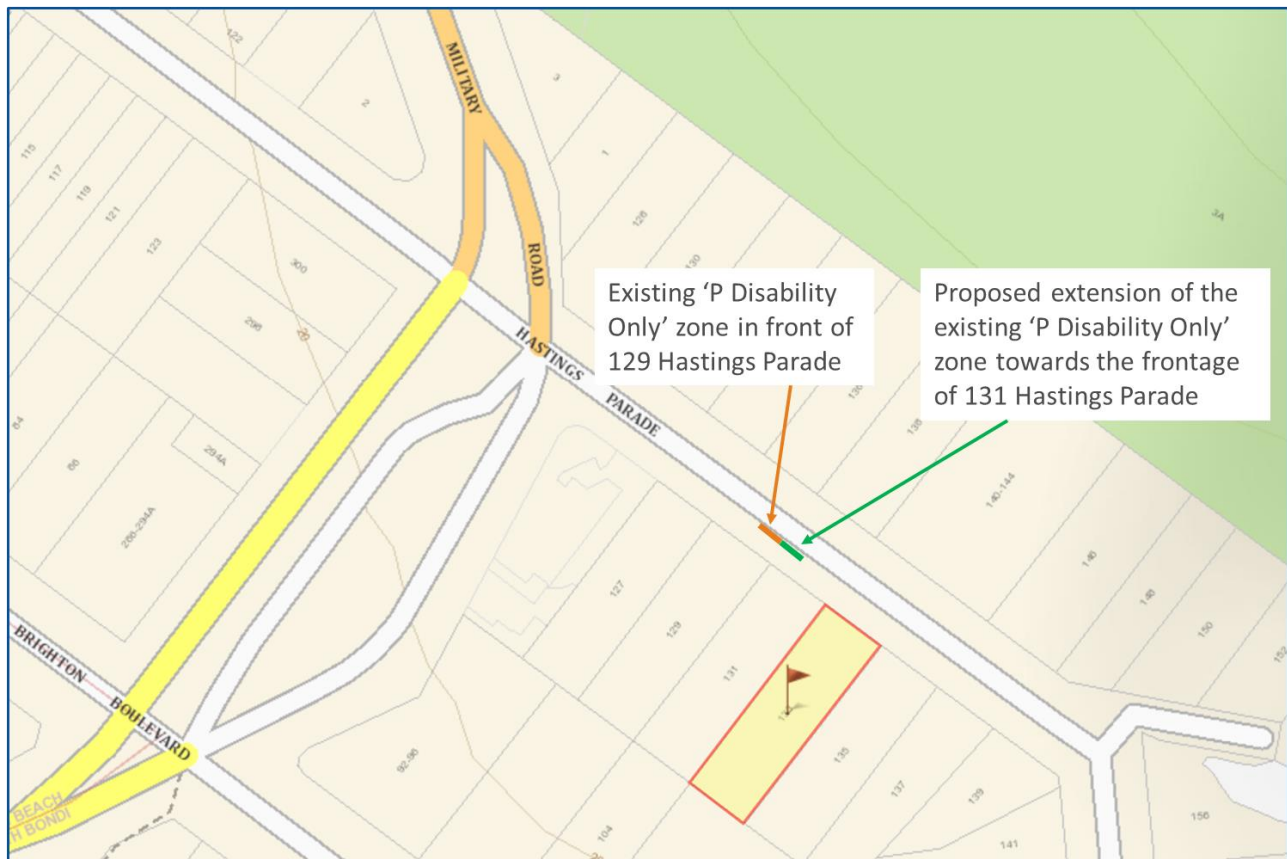 MILITARY
ROAD
HASTINGS
PARADE
BRIGHTON
BOULEVARD
Existing ‘P Disability
Only’ zone in front of
129 Hastings Parade
Proposed extension of the
existing ‘P Disability Only’
zone towards the frontage
of 131 Hastings Parade
122
2
3
1
115
117
119
121
123
300
298
294A
84
86
128
130
136
138
140-144
146
148
150
152
3A
127
129
131
135
137
139
141
156
92-96
104
BEACH
H BONDI